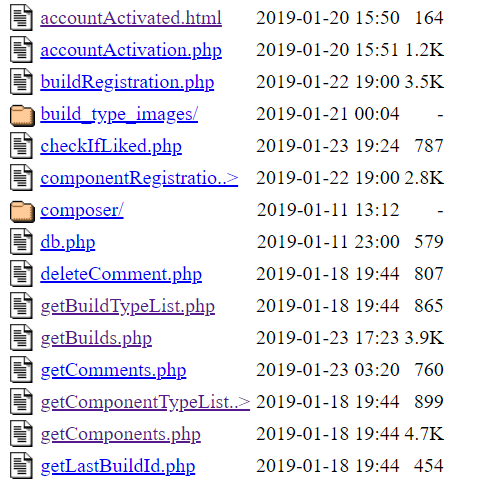 accountActivated.html 2019-01-20 15:50 164
accountActivation.php 2019-01-20 15:51 1.2K
buildRegistration.php 2019-01-22 19:00 3.5K
build_type_images/ 2019-01-21 00:04 -
checkIfLiked.php 2019-01-23 19:24 787
componentRegistratio..> 2019-01-22 19:00 2.8K
composer/ 2019-01-11 13:12 -
db.php 2019-01-11 23:00 579
deleteComment.php 2019-01-18 19:44 807
getBuildTypeList.php 2019-01-18 19:44 865
getBuilds.php 2019-01-23 17:23 3.9K
getComments.php 2019-01-23 03:20 760
getComponentTypeList..> 2019-01-18 19:44 899
getComponents.php 2019-01-18 19:44 4.7K
getLastBuildId.php 2019-01-18 19:44 454